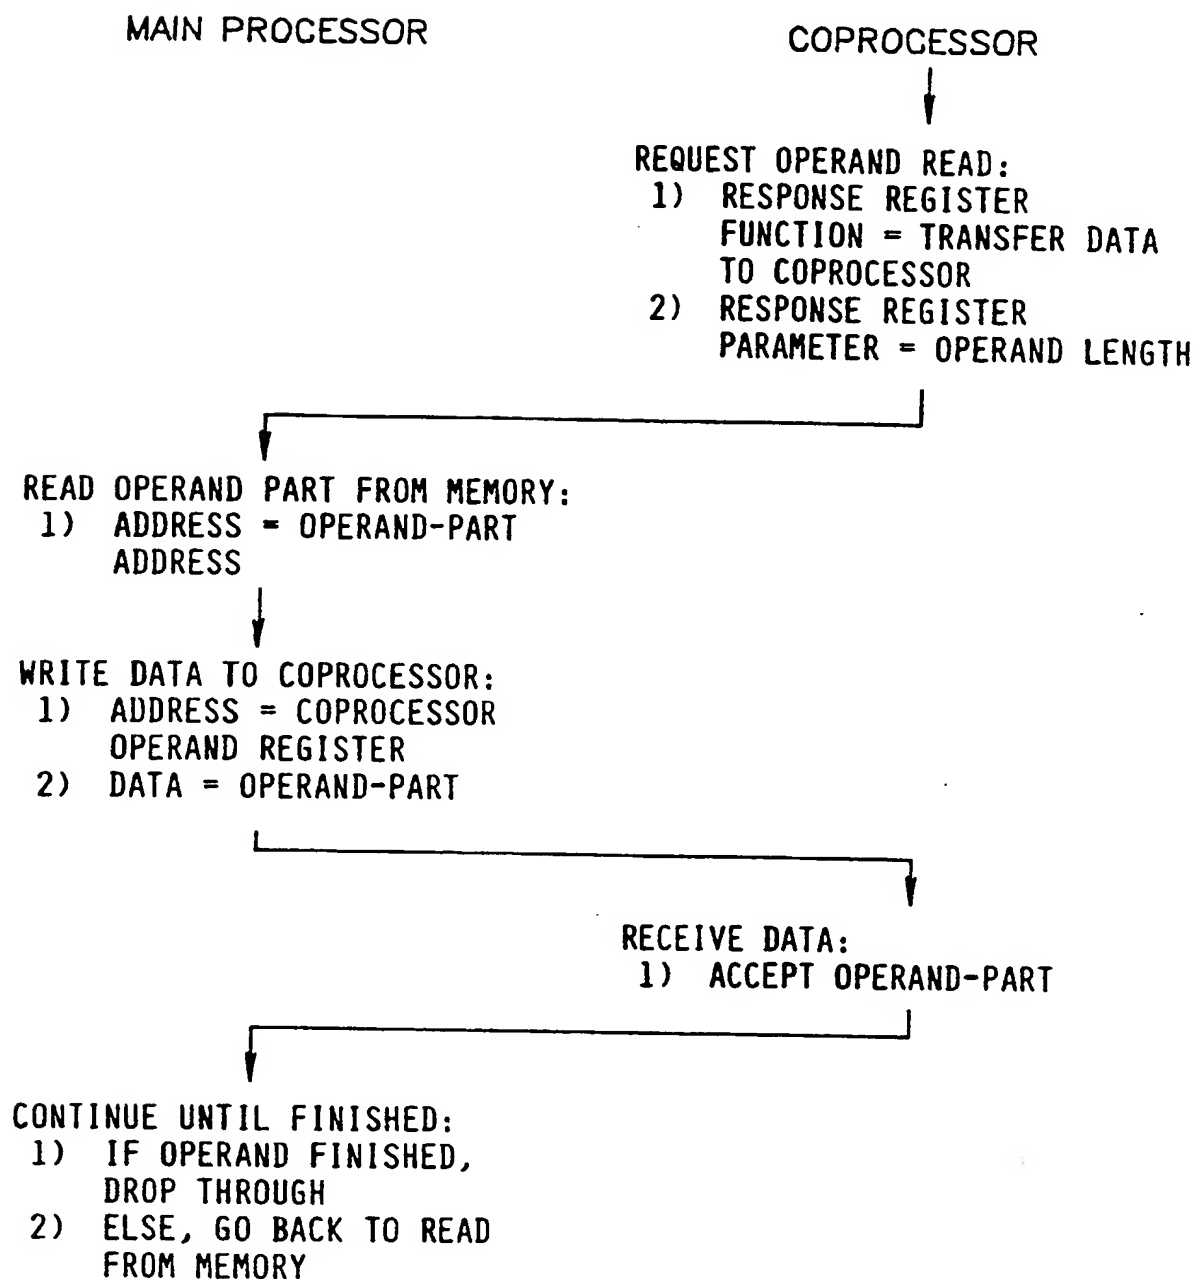 MAIN PROCESSOR
COPROCESSOR
REQUEST OPERAND READ:
1) RESPONSE REGISTER
FUNCTION = TRANSFER DATA
TO COPROCESSOR
2) RESPONSE REGISTER
PARAMETER = OPERAND LENGTH
READ OPERAND PART FROM MEMORY:
1) ADDRESS = OPERAND-PART
ADDRESS
WRITE DATA TO COPROCESSOR:
1) ADDRESS = COPROCESSOR
OPERAND REGISTER
2) DATA = OPERAND-PART
RECEIVE DATA:
1) ACCEPT OPERAND-PART
CONTINUE UNTIL FINISHED:
1) IF OPERAND FINISHED,
DROP THROUGH
2) ELSE, GO BACK TO READ
FROM MEMORY